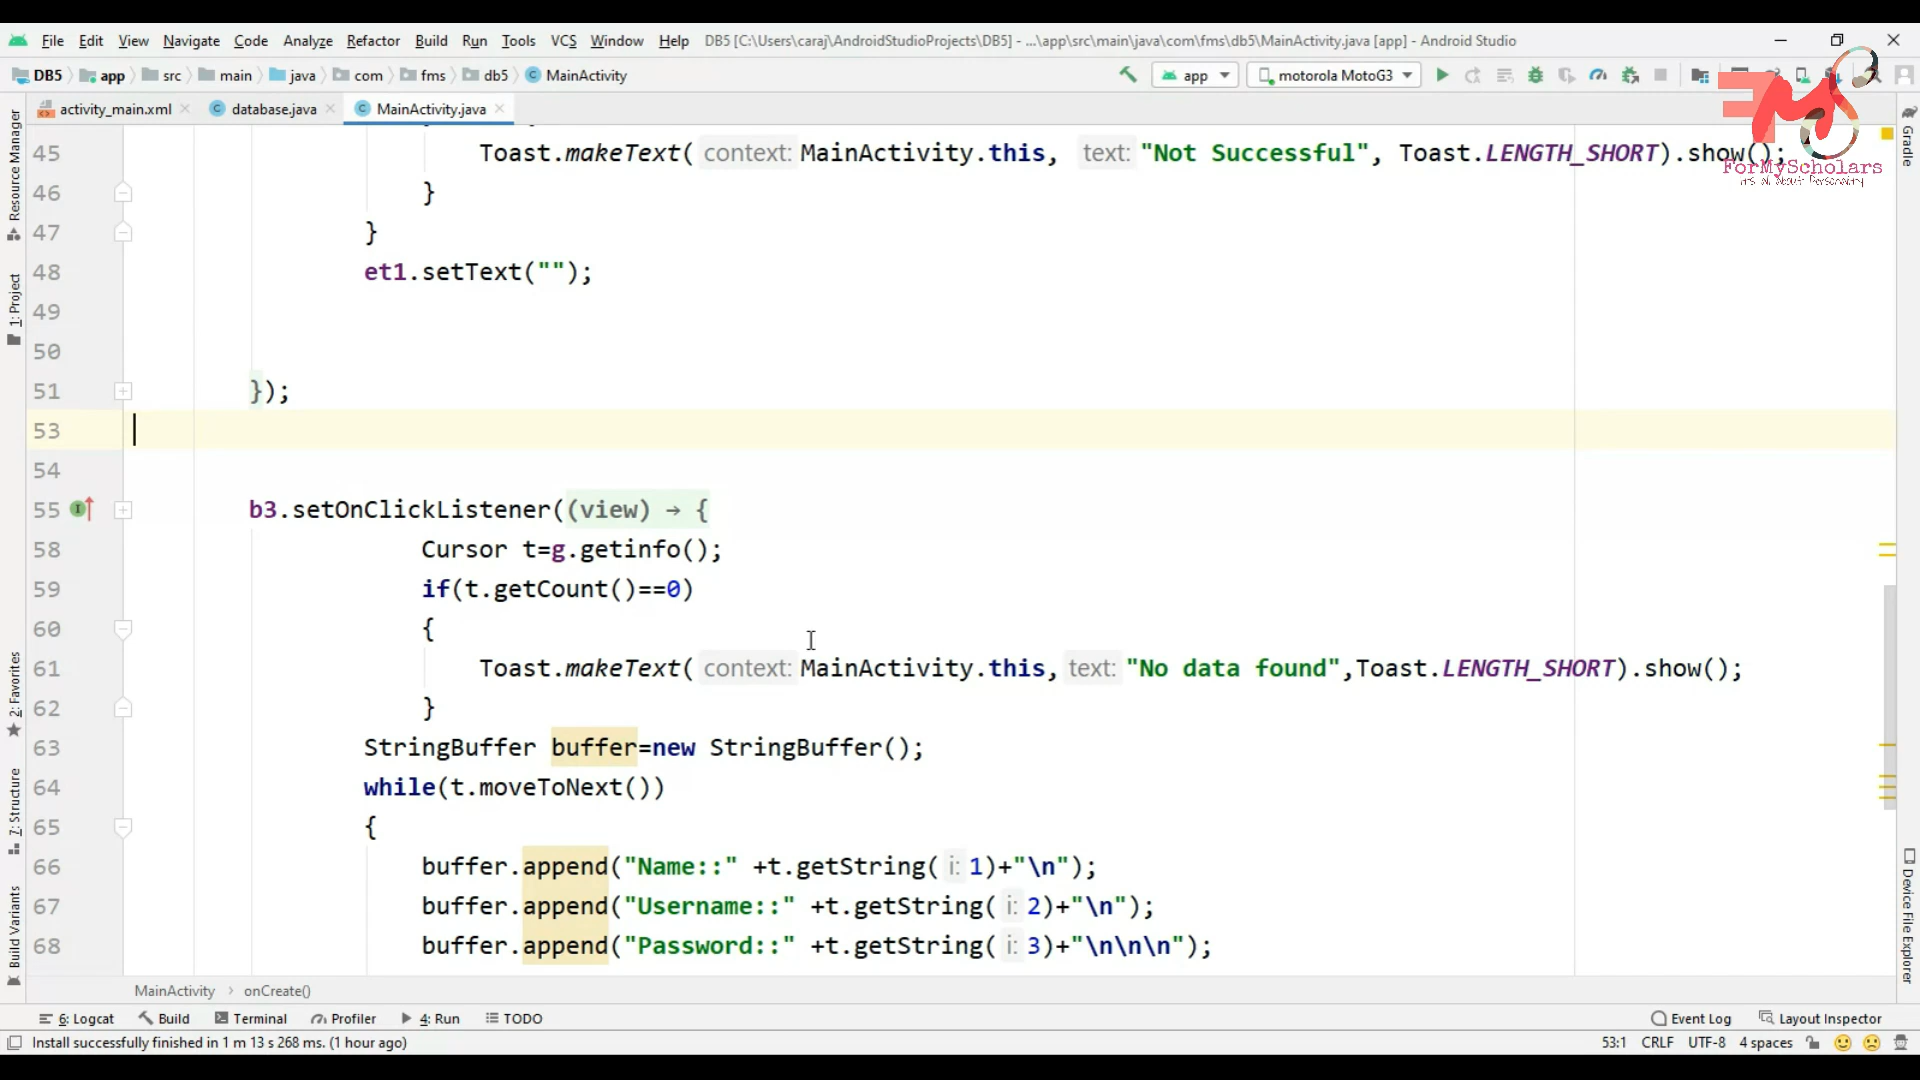 File Edit View Navigate Code Analyze Refactor Build Run Tools VCS Window Help DB5 [C:\Users\caraj\AndroidStudioProjects\DB5] - ...\app\src\main\java\com\fms\db5\MainActivity.java [app] - Android Studio
DB5 app src main java com fms db5 MainActivity app motorola MotoG3
activity_main.xml database.java MainActivity.java
Resource Manager
1: Project
2: Favorites
7: Structure
Build Variants
Gradle
Device File Explorer
ForMyScholars
45 Toast.makeText( context: MainActivity.this, text: "Not Successful", Toast.LENGTH_SHORT).show();
46 }
47 }
48 et1.setText("");
49
50
51 });
53
54
55 b3.setOnClickListener((view) → {
58 Cursor t=g.getinfo();
59 if(t.getCount()==0)
60 {
61 Toast.makeText( context: MainActivity.this, text: "No data found",Toast.LENGTH_SHORT).show();
62 }
63 StringBuffer buffer=new StringBuffer();
64 while(t.moveToNext())
65 {
66 buffer.append("Name::" +t.getString( i: 1)+"\n");
67 buffer.append("Username::" +t.getString( i: 2)+"\n");
68 buffer.append("Password::" +t.getString( i: 3)+"\n\n\n");
MainActivity › onCreate()
6: Logcat Build Terminal Profiler 4: Run TODO Event Log Layout Inspector
Install successfully finished in 1 m 13 s 268 ms. (1 hour ago) 53:1 CRLF UTF-8 4 spaces